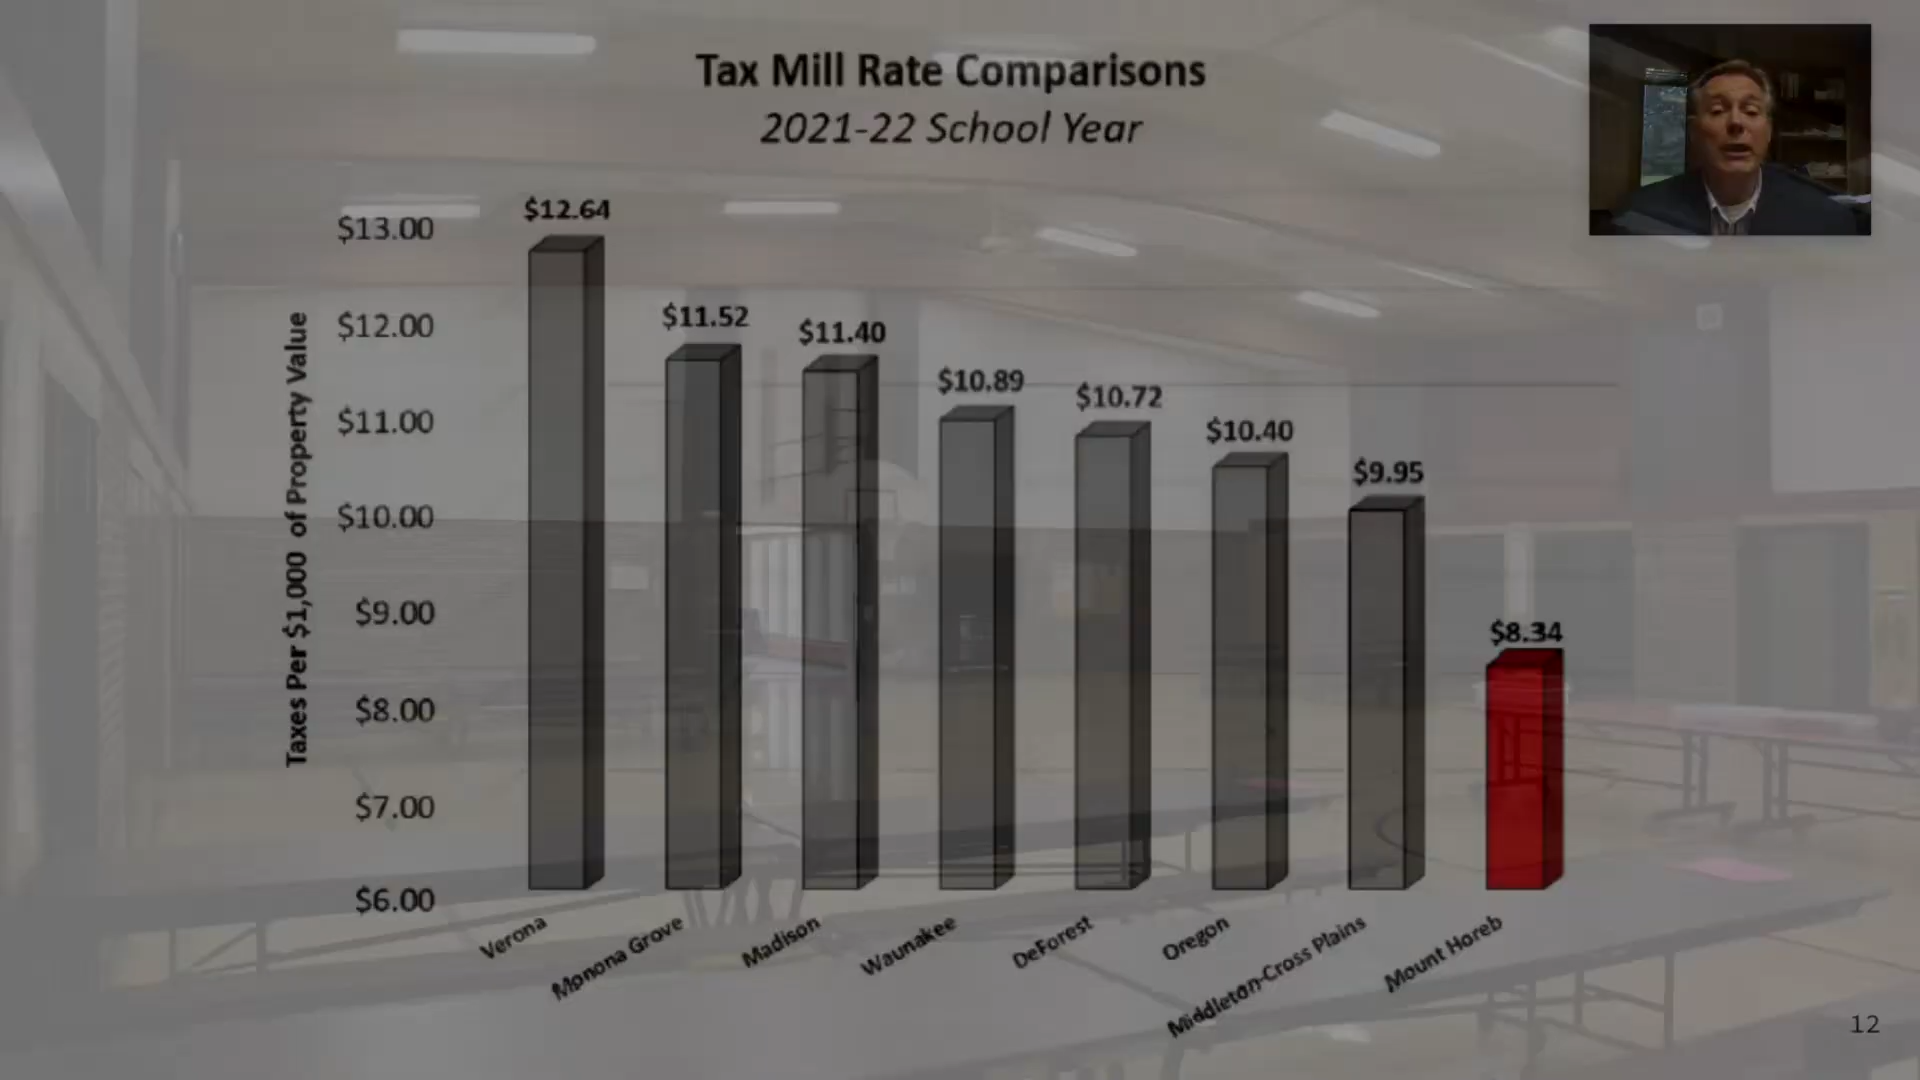 Tax Mill Rate Comparisons
2021-22 School Year
Taxes Per $1,000 of Property Value
$13.00
$12.00
$11.00
$10.00
$9.00
$8.00
$7.00
$6.00
$12.64
$11.52
$11.40
$10.89
$10.72
$10.40
$9.95
$8.34
Verona
Monona Grove
Madison
Waunakee
DeForest
Oregon
Middleton-Cross Plains
Mount Horeb
12